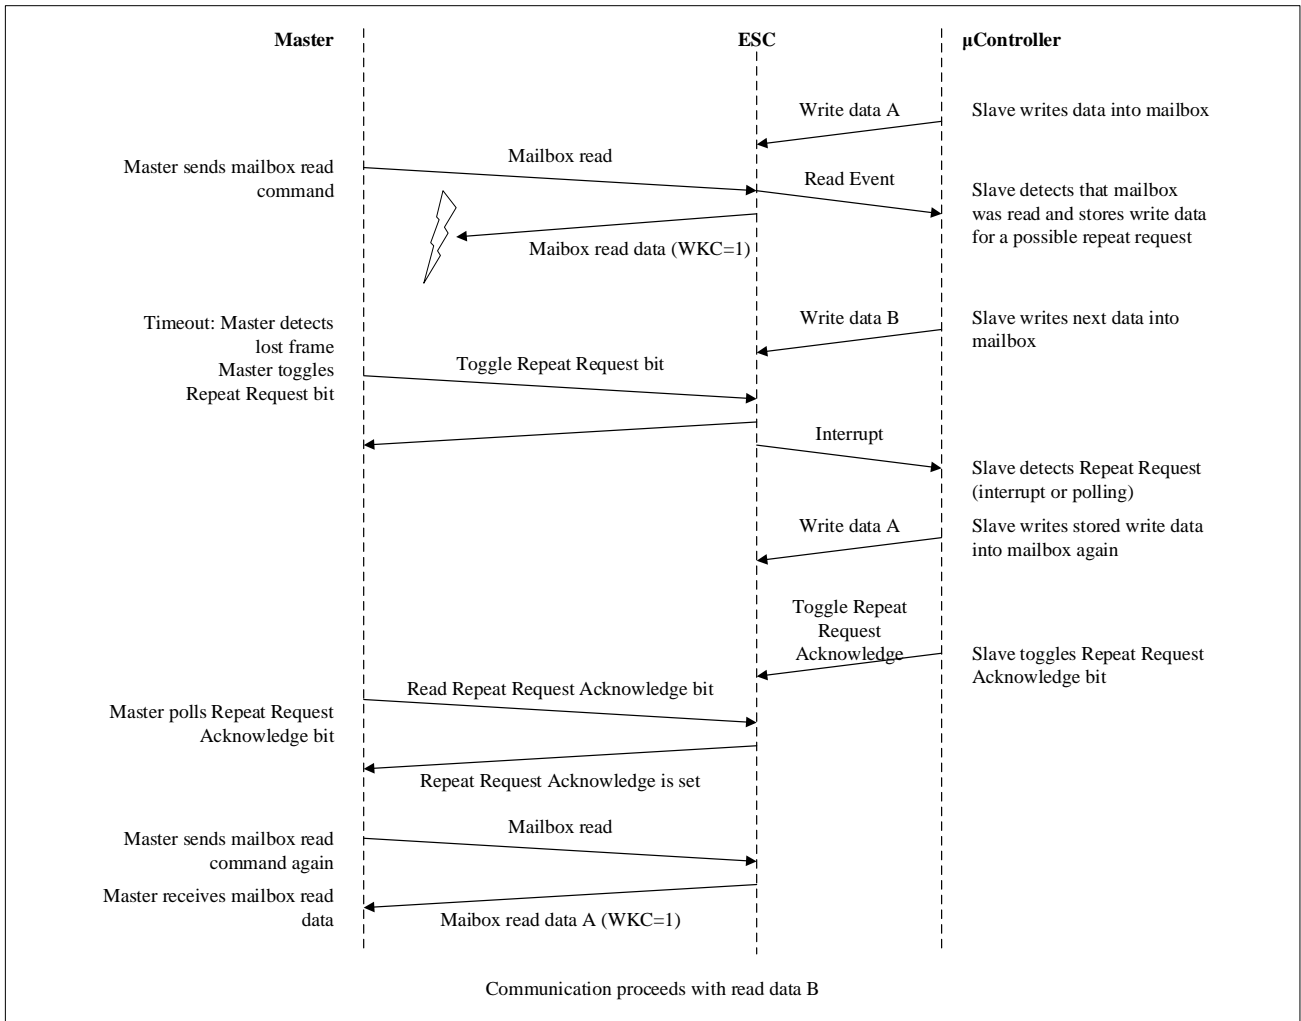 Master
ESC
µController
Write data A
Slave writes data into mailbox
Mailbox read
Master sends mailbox read
command
Read Event
Slave detects that mailbox
was read and stores write data
for a possible repeat request
Maibox read data (WKC=1)
Timeout: Master detects
lost frame
Master toggles
Repeat Request bit
Write data B
Slave writes next data into
mailbox
Toggle Repeat Request bit
Interrupt
Slave detects Repeat Request
(interrupt or polling)
Write data A
Slave writes stored write data
into mailbox again
Toggle Repeat
Request
Acknowledge
Slave toggles Repeat Request
Acknowledge bit
Read Repeat Request Acknowledge bit
Master polls Repeat Request
Acknowledge bit
Repeat Request Acknowledge is set
Mailbox read
Master sends mailbox read
command again
Master receives mailbox read
data
Maibox read data A (WKC=1)
Communication proceeds with read data B